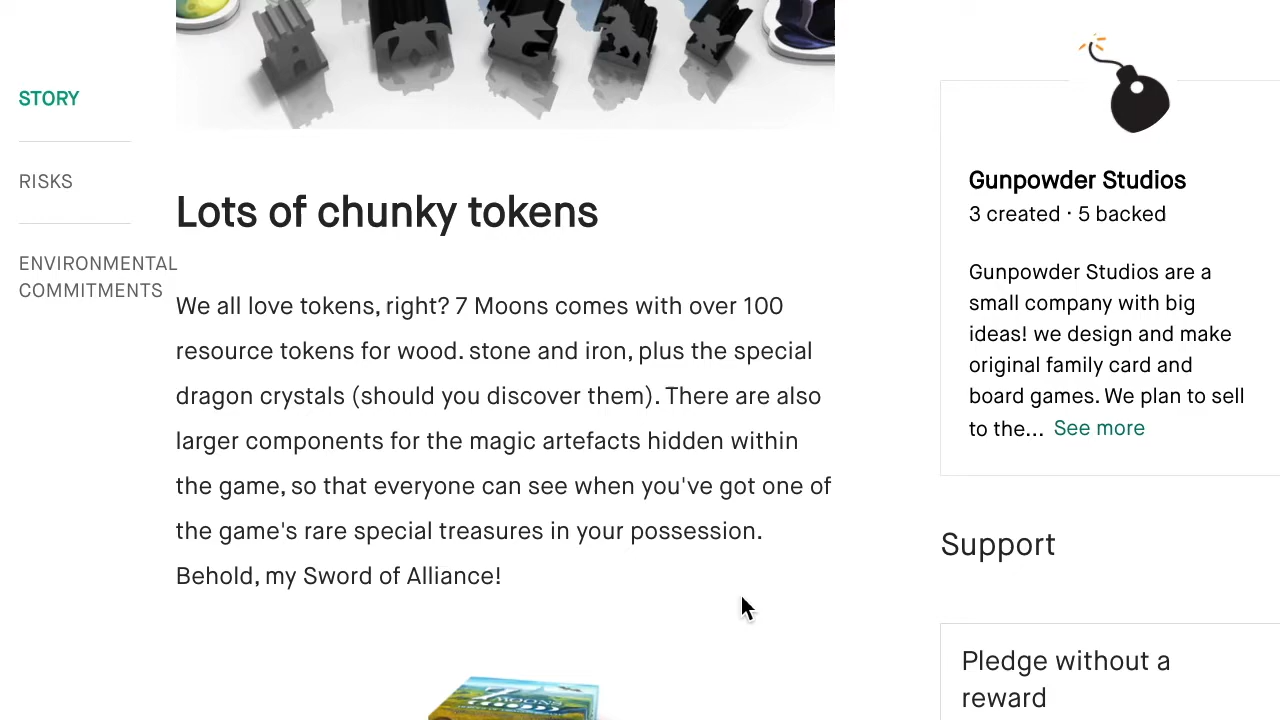 STORY
RISKS
ENVIRONMENTAL
COMMITMENTS
Lots of chunky tokens
We all love tokens, right? 7 Moons comes with over 100
resource tokens for wood. stone and iron, plus the special
dragon crystals (should you discover them). There are also
larger components for the magic artefacts hidden within
the game, so that everyone can see when you've got one of
the game's rare special treasures in your possession.
Behold, my Sword of Alliance!
7
Gunpowder Studios
3 created · 5 backed
Gunpowder Studios are a
small company with big
ideas! we design and make
original family card and
board games. We plan to sell
to the... See more
Support
Pledge without a
reward